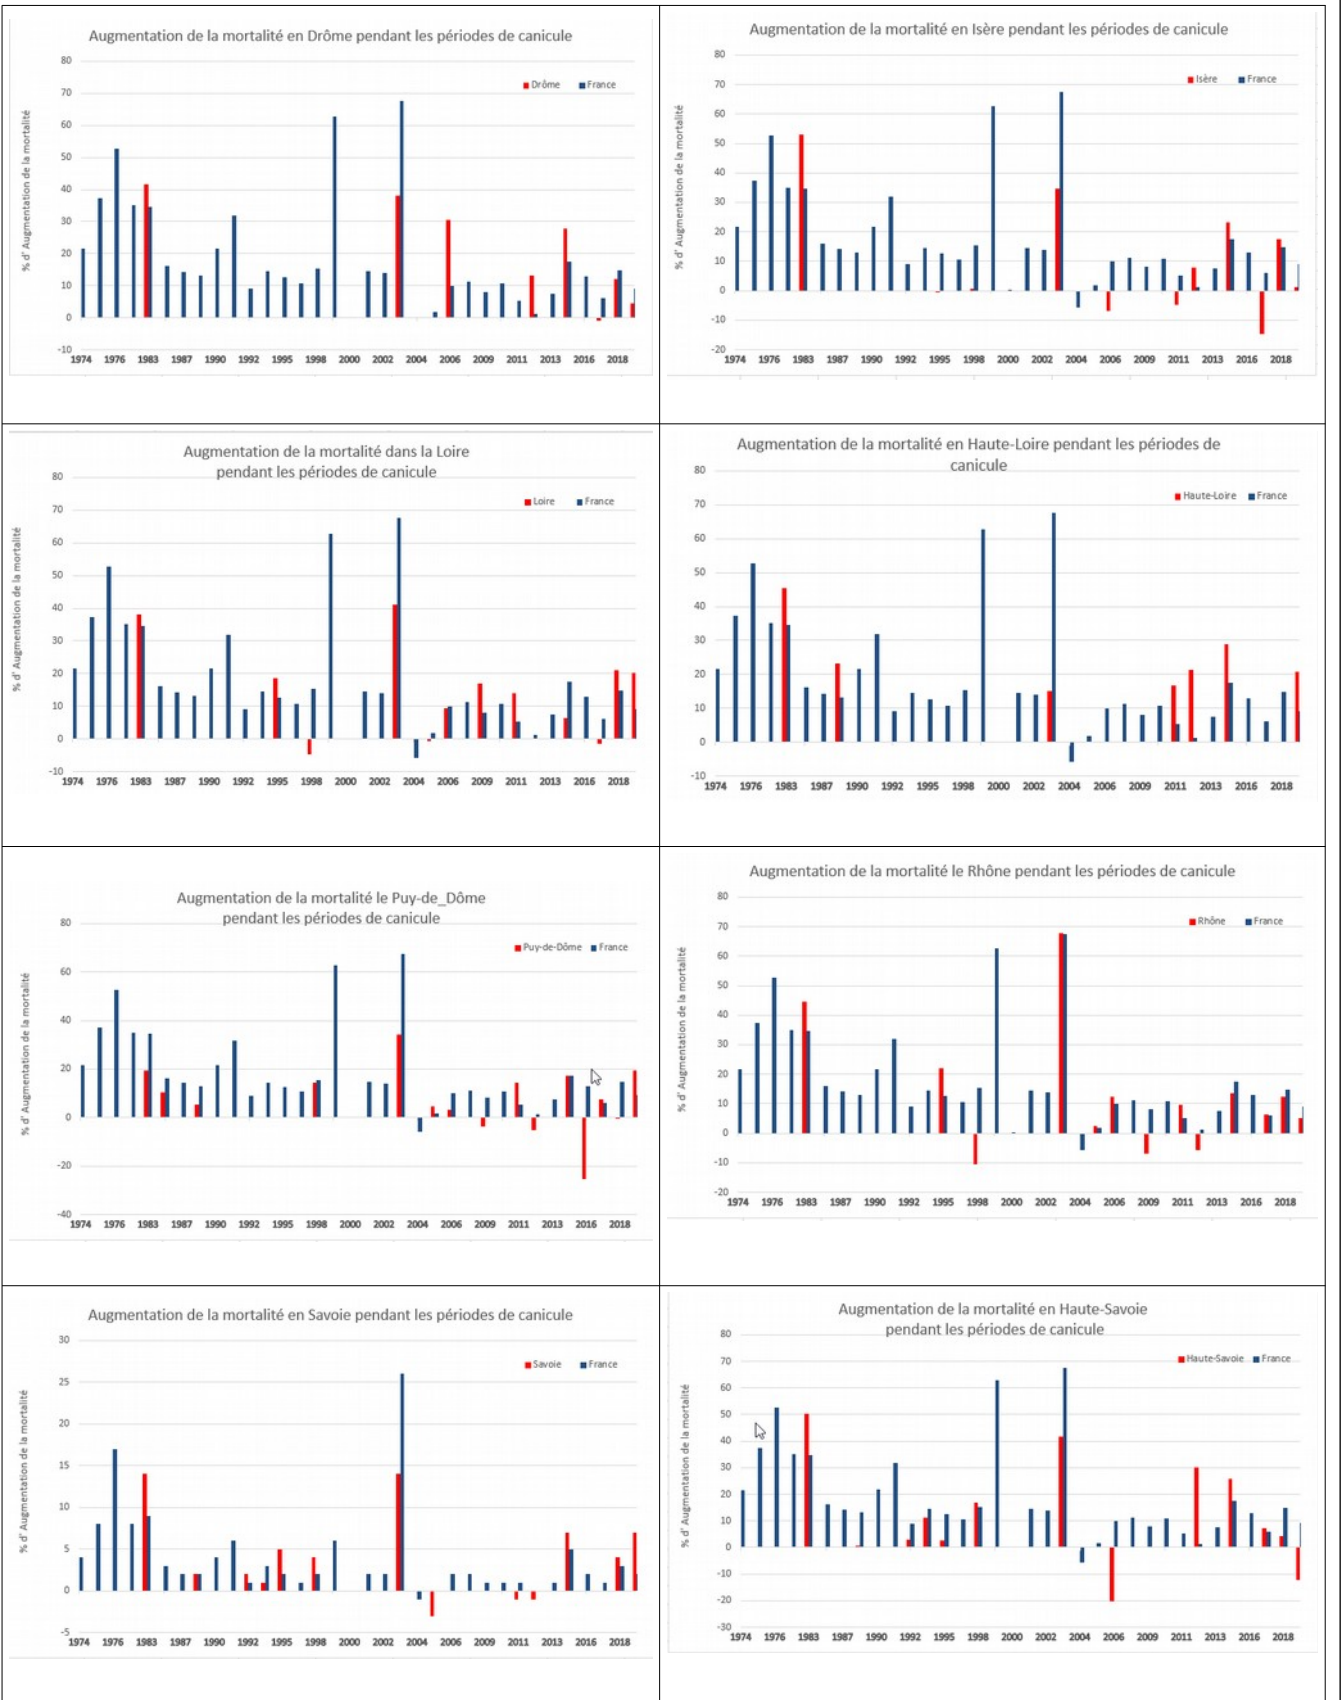 Augmentation de la mortalité en Drôme pendant les périodes de canicule
80
Drôme France
70
60
50
40
30
20
10
0
-10
% d' Augmentation de la mortalité
1974 1976 1983 1987 1990 1992 1995 1998 2000 2002 2004 2006 2009 2011 2013 2016 2018
Augmentation de la mortalité en Isère pendant les périodes de canicule
80
Isère France
70
60
50
40
30
20
10
0
-10
-20
% d' Augmentation de la mortalité
1974 1976 1983 1987 1990 1992 1995 1998 2000 2002 2004 2006 2009 2011 2013 2016 2018
Augmentation de la mortalité dans la Loire
pendant les périodes de canicule
80
Loire France
70
60
50
40
30
20
10
0
-10
% d' Augmentation de la mortalité
1974 1976 1983 1987 1990 1992 1995 1998 2000 2002 2004 2006 2009 2011 2013 2016 2018
Augmentation de la mortalité en Haute-Loire pendant les périodes de
canicule
80
Haute-Loire France
70
60
50
40
30
20
10
0
-10
1974 1976 1983 1987 1990 1992 1995 1998 2000 2002 2004 2006 2009 2011 2013 2016 2018
Augmentation de la mortalité le Puy-de_Dôme
pendant les périodes de canicule
80
Puy-de-Dôme France
60
40
20
0
-20
-40
% d' Augmentation de la mortalité
1974 1976 1983 1987 1990 1992 1995 1998 2000 2002 2004 2006 2009 2011 2013 2016 2018
Augmentation de la mortalité le Rhône pendant les périodes de canicule
80
Rhône France
70
60
50
40
30
20
10
0
-10
-20
% d' Augmentation de la mortalité
1974 1976 1983 1987 1990 1992 1995 1998 2000 2002 2004 2006 2009 2011 2013 2016 2018
Augmentation de la mortalité en Savoie pendant les périodes de canicule
30
Savoie France
25
20
15
10
5
0
-5
% d' Augmentation de la mortalité
1974 1976 1983 1987 1990 1992 1995 1998 2000 2002 2004 2006 2009 2011 2013 2016 2018
Augmentation de la mortalité en Haute-Savoie
pendant les périodes de canicule
80
Haute-Savoie France
70
60
50
40
30
20
10
0
-10
-20
-30
% d' Augmentation de la mortalité
1974 1976 1983 1987 1990 1992 1995 1998 2000 2002 2004 2006 2009 2011 2013 2016 2018